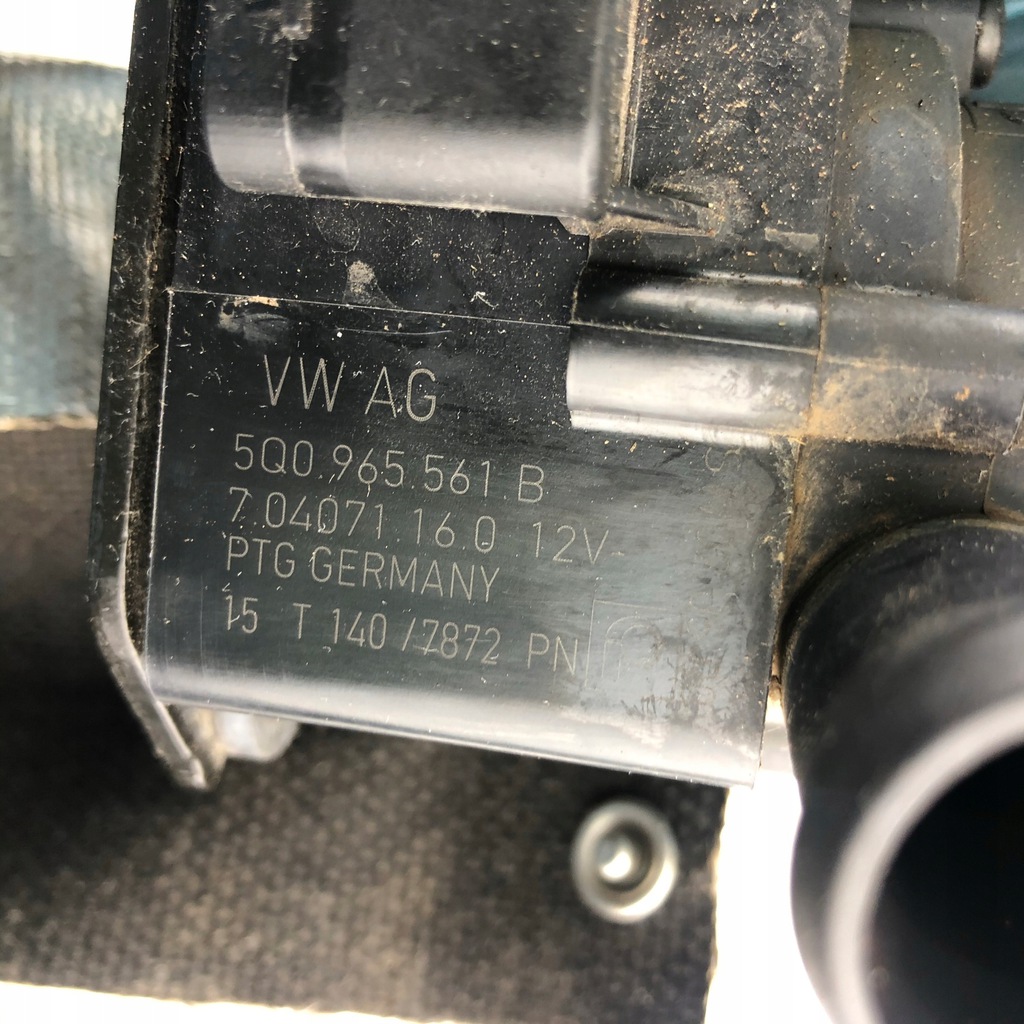 VW AG
5Q0.965.561 B
7.04071.16.0 12V
PTG GERMANY
15 T 140 /7872 PN